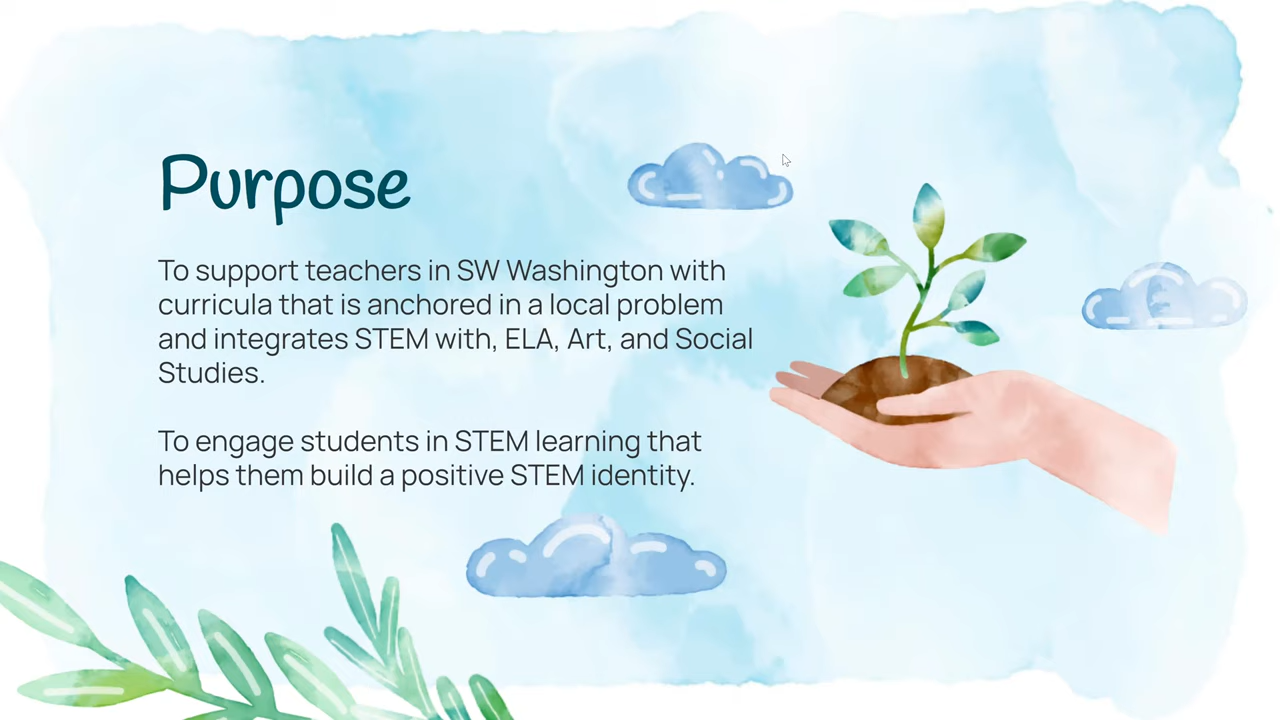 Purpose
To support teachers in SW Washington with
curricula that is anchored in a local problem
and integrates STEM with, ELA, Art, and Social
Studies.
To engage students in STEM learning that
helps them build a positive STEM identity.